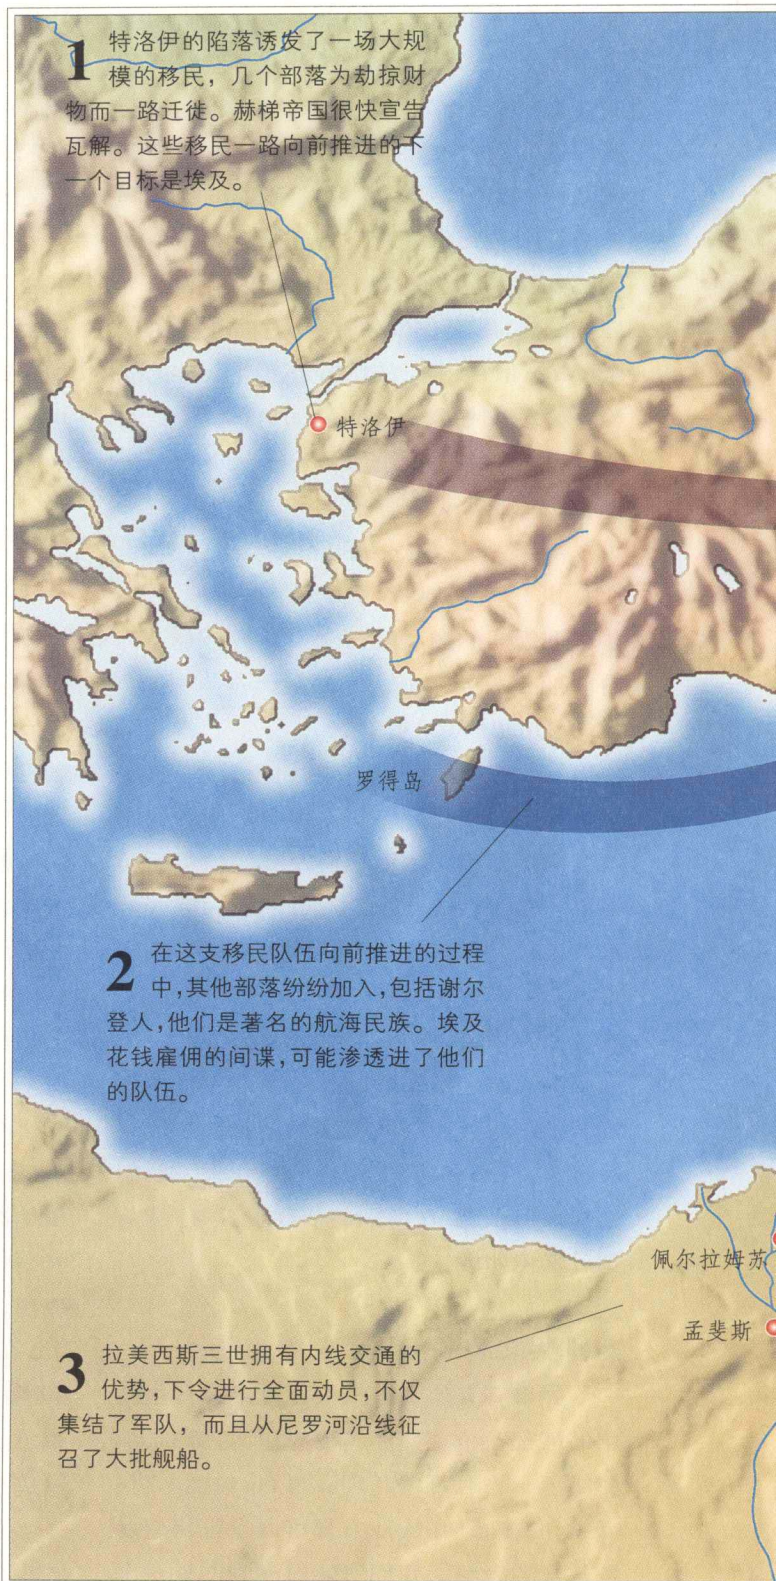 1 特洛伊的陷落诱发了一场大规
模的移民，几个部落为劫掠财
物而一路迁徙。赫梯帝国很快宣告
瓦解。这些移民一路向前推进的下
一个目标是埃及。
特洛伊
罗得岛
2 在这支移民队伍向前推进的过程
中，其他部落纷纷加入，包括谢尔
登人，他们是著名的航海民族。埃及
花钱雇佣的间谍，可能渗透进了他们
的队伍。
佩尔拉姆苏
孟斐斯
3 拉美西斯三世拥有内线交通的
优势，下令进行全面动员，不仅
集结了军队，而且从尼罗河沿线征
召了大批舰船。